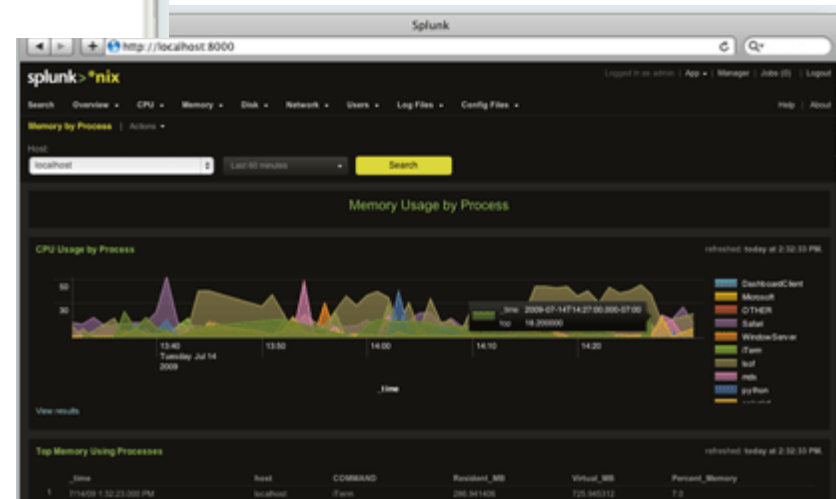 Splunk
http://localhost:8000
splunk>*nix
Logged in as admin | App | Manager | Jobs (0) | Logout
Search Overview CPU Memory Disk Network Users Log Files Config Files Help | About
Memory by Process | Actions
Host:
localhost Last 60 minutes Search
Memory Usage by Process
CPU Usage by Process refreshed: today at 2:32:33 PM.
50
30
_time 2009-07-14T14:27:00.000-07:00
top 18.200000
DashboardClient
Microsoft
OTHER
Safari
WindowServer
iTerm
lsof
mds
python
13:40 13:50 14:00 14:10 14:20
Tuesday Jul 14
2009
_time
View results
Top Memory Using Processes refreshed: today at 2:32:33 PM.
_time host COMMAND Resident_MB Virtual_MB Percent_Memory
1 7/14/09 1:32:23.000 PM localhost iTerm 286.941406 725.945312 7.0